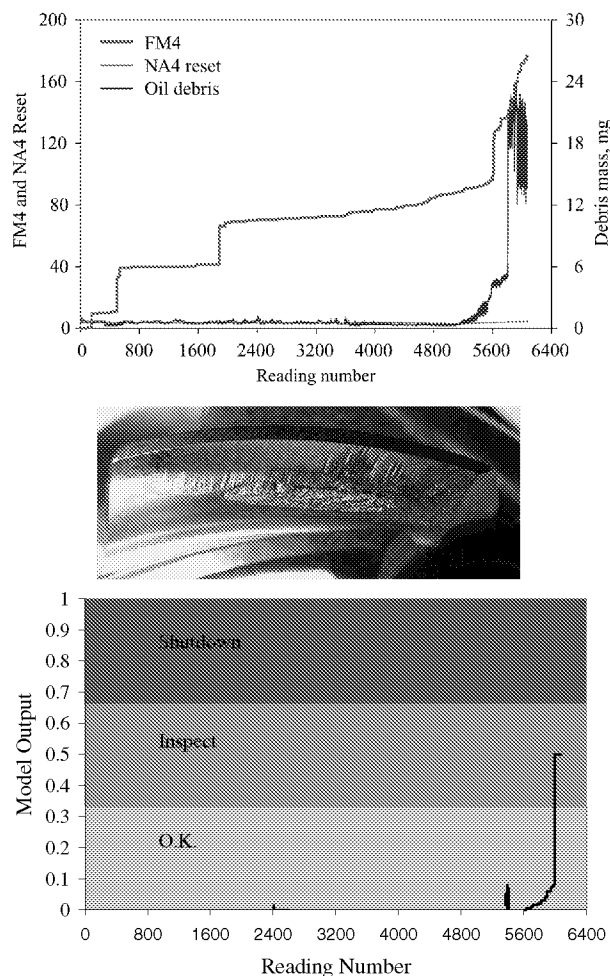 FM4
NA4 reset
Oil debris
FM4 and NA4 Reset
200
160
120
80
40
0
Debris mass, mg
30
24
18
12
6
0
0 800 1600 2400 3200 4000 4800 5600 6400
Reading number
Model Output
1
0.9
0.8
0.7
0.6
0.5
0.4
0.3
0.2
0.1
0
Shutdown
Inspect
O.K.
0 800 1600 2400 3200 4000 4800 5600 6400
Reading Number